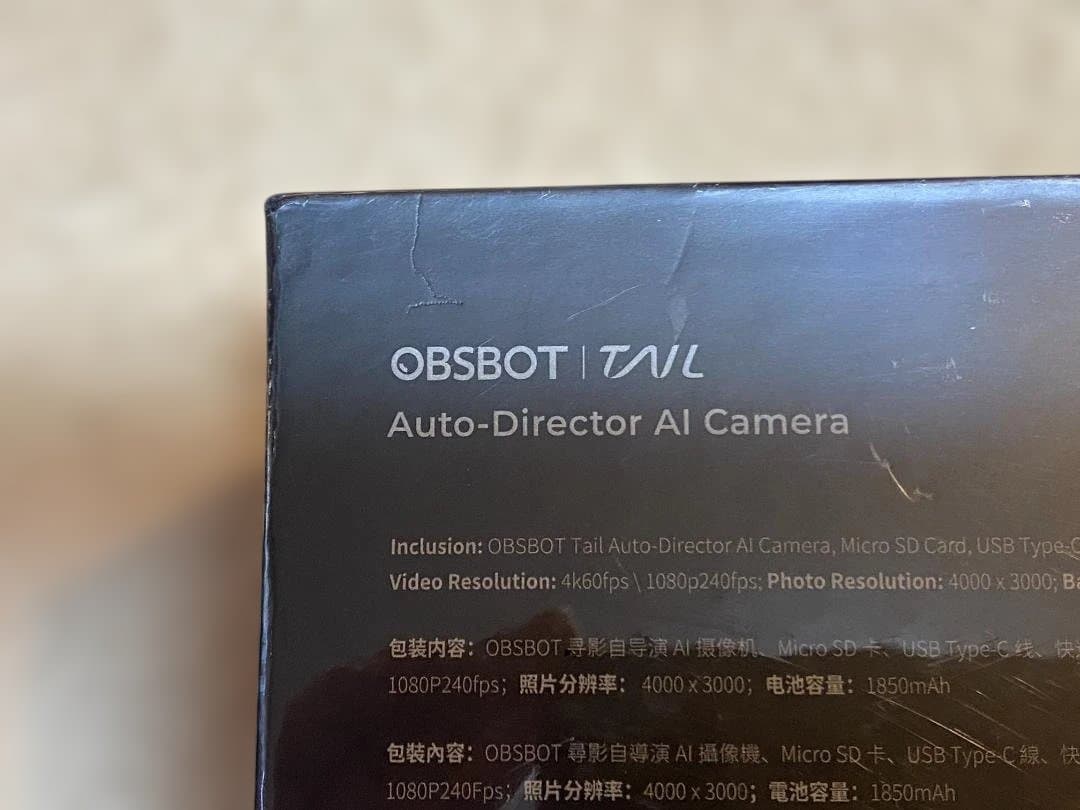 OBSBOT | TAIL
Auto-Director AI Camera
Inclusion: OBSBOT Tail Auto-Director AI Camera, Micro SD Card, USB Type-C
Video Resolution: 4k60fps \ 1080p240fps; Photo Resolution: 4000 x 3000; Ba
包装内容：OBSBOT 寻影自导演 AI 摄像机、Micro SD 卡、USB Type-C 线、快
1080P240fps；照片分辨率：4000 x 3000；电池容量：1850mAh
包裝內容：OBSBOT 尋影自導演 AI 攝像機、Micro SD 卡、USB Type-C 線、快
1080P240Fps；照片分辨率：4000 x 3000；電池容量：1850mAh